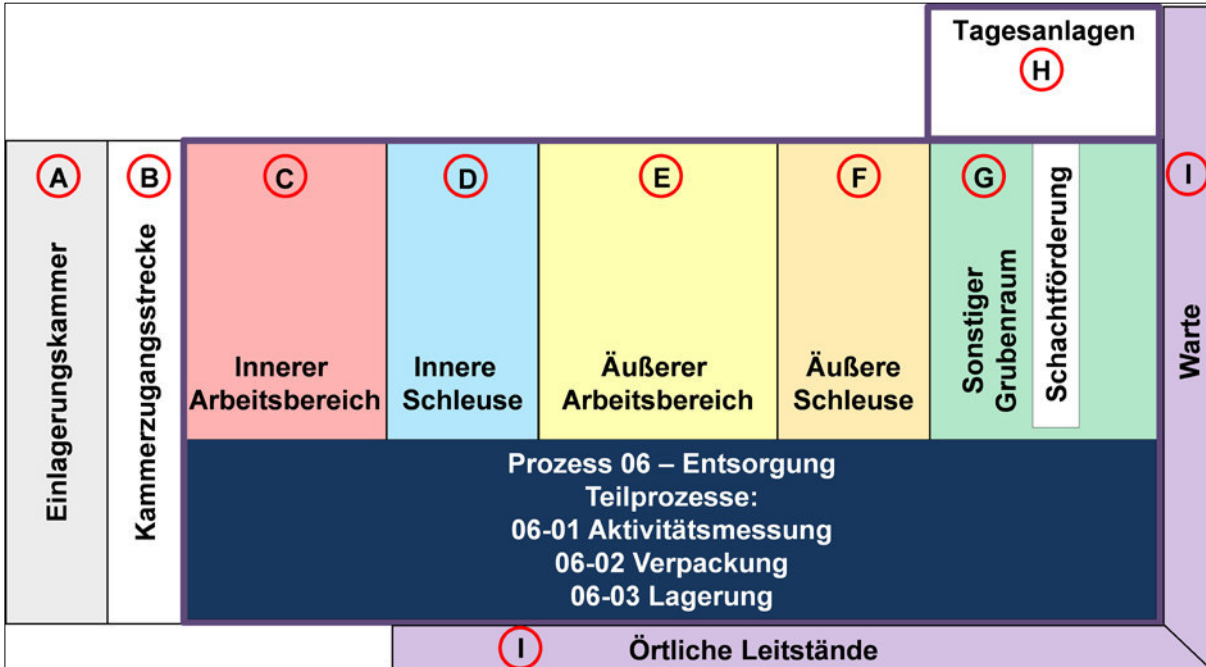 Tagesanlagen
H
A
Einlagerungskammer
B
Kammerzugangsstrecke
C
Innerer
Arbeitsbereich
D
Innere
Schleuse
E
Äußerer
Arbeitsbereich
F
Äußere
Schleuse
G
Sonstiger
Grubenraum
Schachtförderung
I
Warte
Prozess 06 – Entsorgung
Teilprozesse:
06-01 Aktivitätsmessung
06-02 Verpackung
06-03 Lagerung
I
Örtliche Leitstände